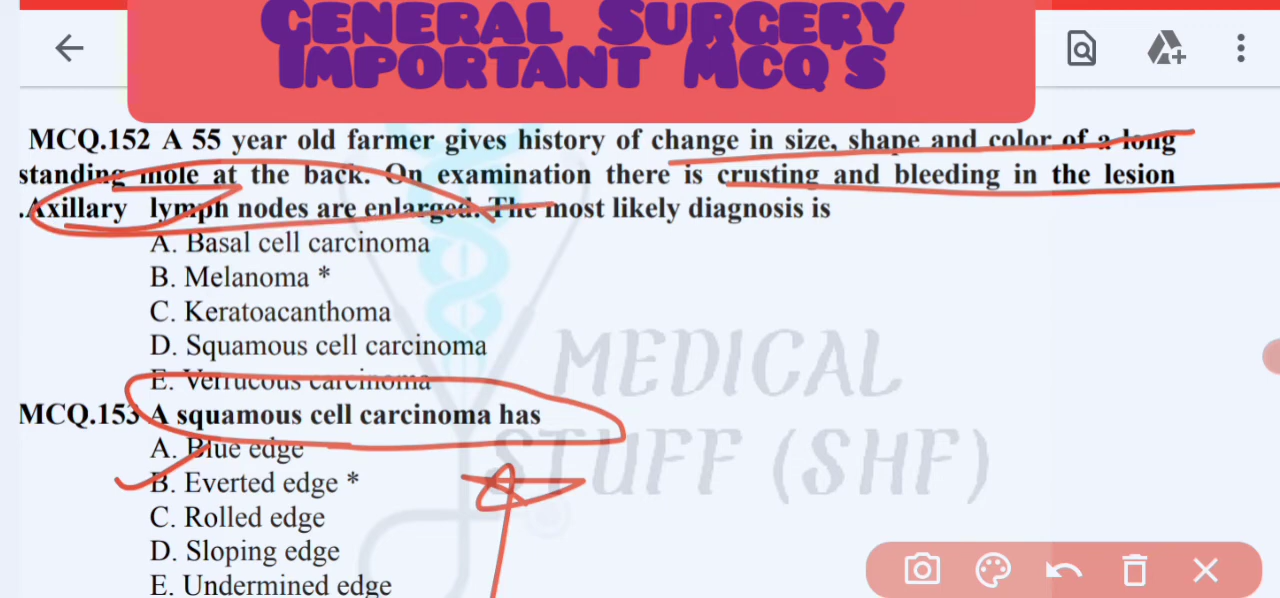 GENERAL SURGERY
IMPORTANT MCQ'S
MCQ.152 A 55 year old farmer gives history of change in size, shape and color of a long
standing mole at the back. On examination there is crusting and bleeding in the lesion
.Axillary lymph nodes are enlarged. The most likely diagnosis is
A. Basal cell carcinoma
B. Melanoma *
C. Keratoacanthoma
D. Squamous cell carcinoma
E. Verrucous carcinoma
MCQ.153 A squamous cell carcinoma has
A. Blue edge
B. Everted edge *
C. Rolled edge
D. Sloping edge
E. Undermined edge
MEDICAL
STUFF (SHF)